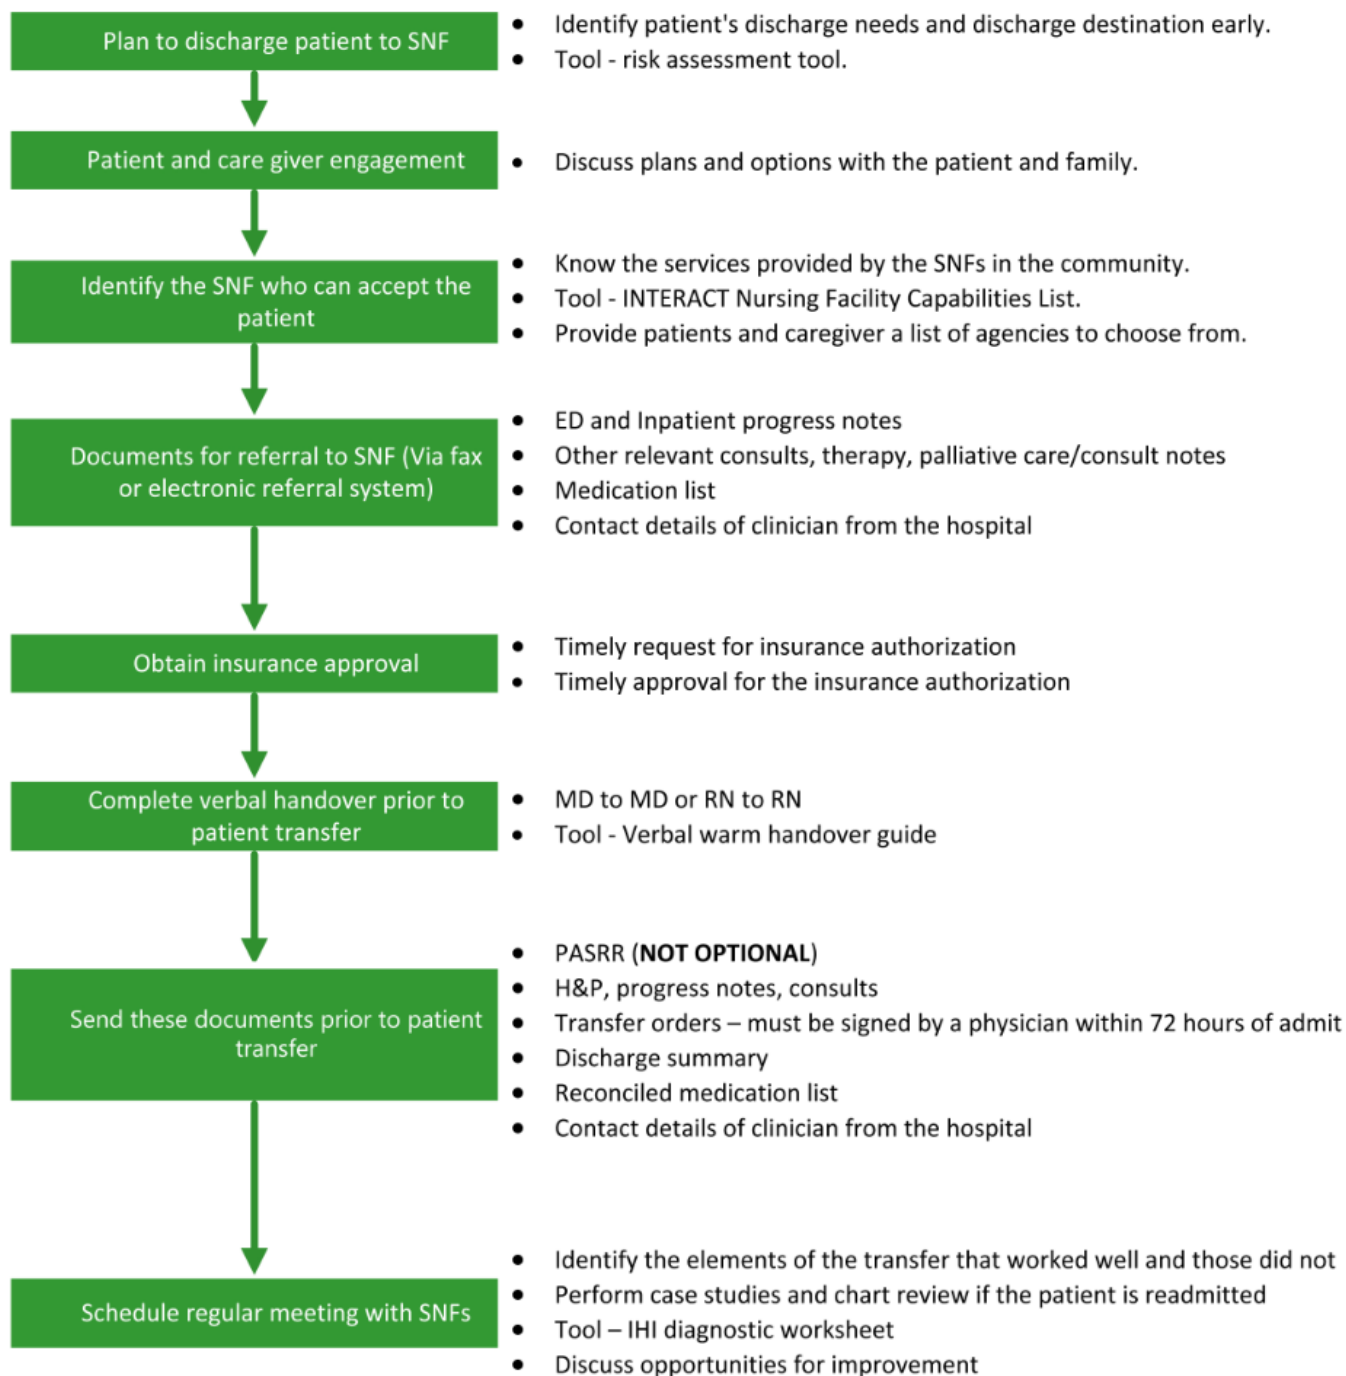 Plan to discharge patient to SNF
• Identify patient's discharge needs and discharge destination early.
• Tool - risk assessment tool.
Patient and care giver engagement
• Discuss plans and options with the patient and family.
Identify the SNF who can accept the
patient
• Know the services provided by the SNFs in the community.
• Tool - INTERACT Nursing Facility Capabilities List.
• Provide patients and caregiver a list of agencies to choose from.
Documents for referral to SNF (Via fax
or electronic referral system)
• ED and Inpatient progress notes
• Other relevant consults, therapy, palliative care/consult notes
• Medication list
• Contact details of clinician from the hospital
Obtain insurance approval
• Timely request for insurance authorization
• Timely approval for the insurance authorization
Complete verbal handover prior to
patient transfer
• MD to MD or RN to RN
• Tool - Verbal warm handover guide
Send these documents prior to patient
transfer
• PASRR (NOT OPTIONAL)
• H&P, progress notes, consults
• Transfer orders – must be signed by a physician within 72 hours of admit
• Discharge summary
• Reconciled medication list
• Contact details of clinician from the hospital
Schedule regular meeting with SNFs
• Identify the elements of the transfer that worked well and those did not
• Perform case studies and chart review if the patient is readmitted
• Tool – IHI diagnostic worksheet
• Discuss opportunities for improvement